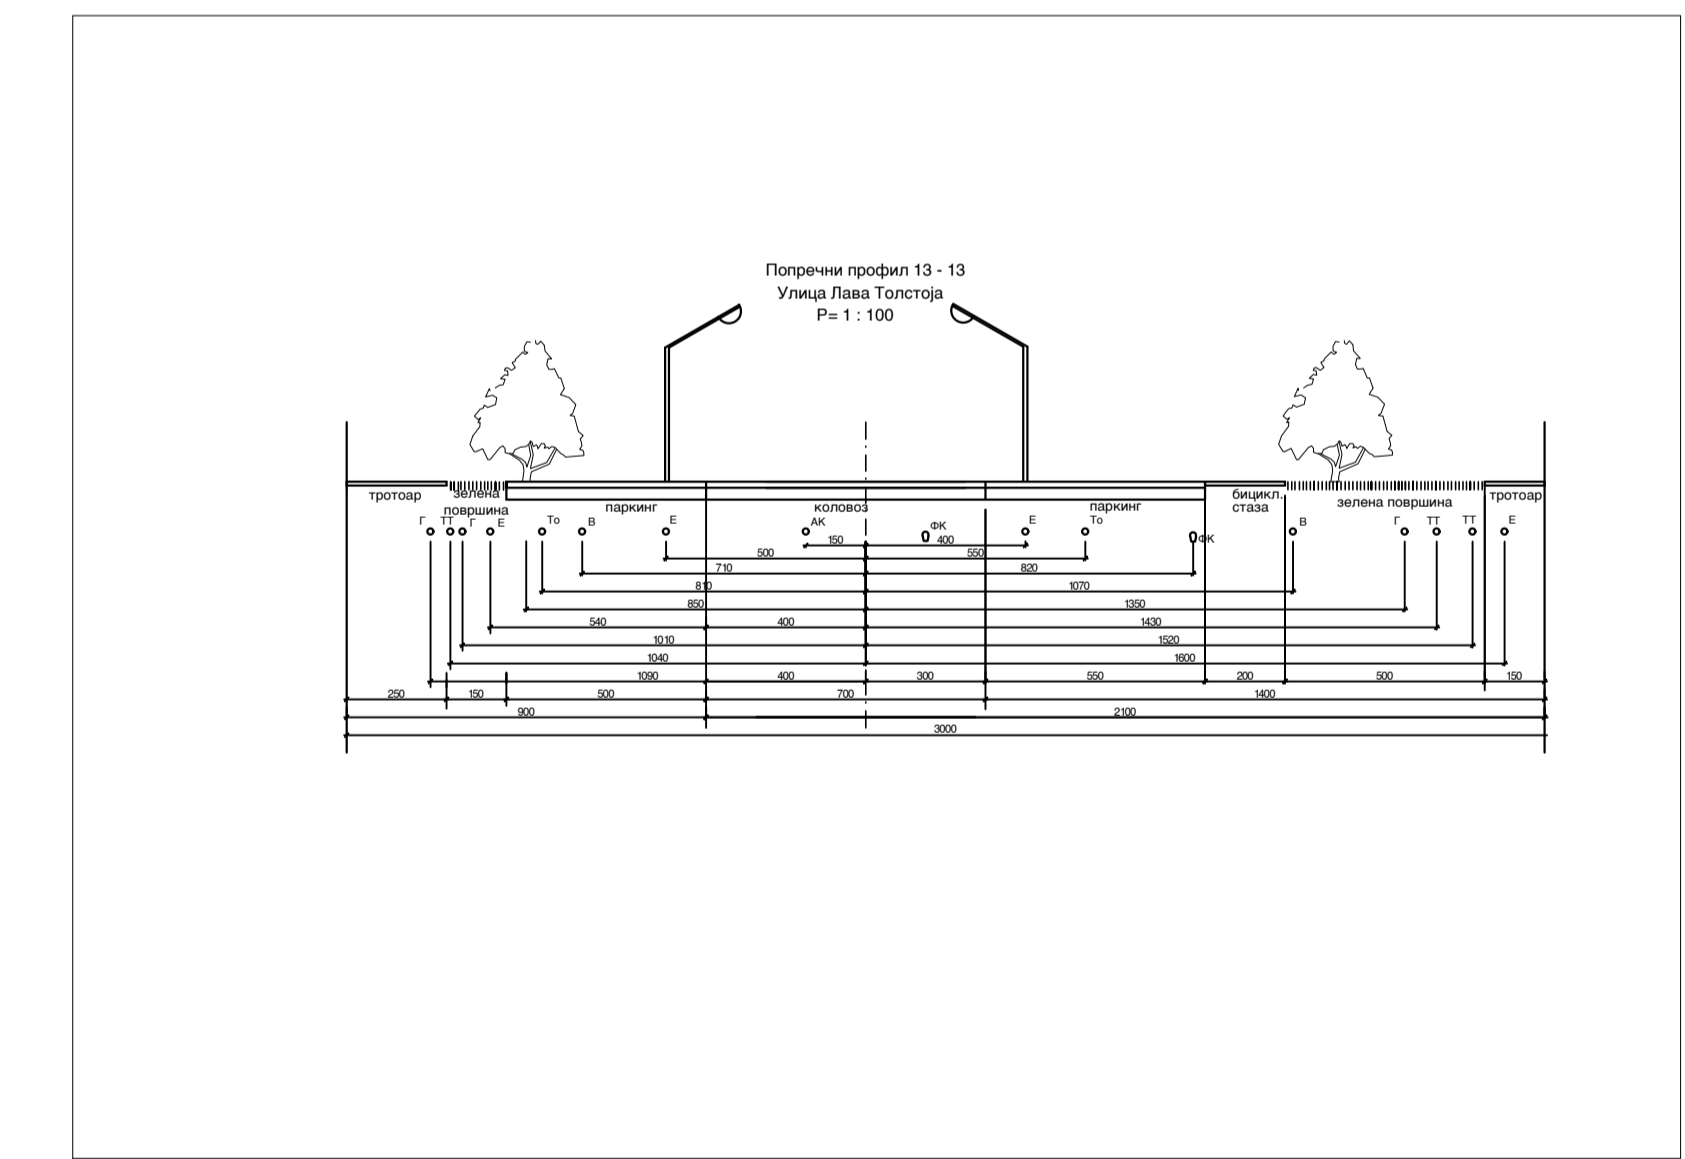 Попречни профил 13 - 13
Улица Лава Толстоја
Р= 1 : 100
тротоар
зелена
површина
паркинг
коловоз
паркинг
бицикл.
стаза
зелена површина
тротоар
Г ТТ Г Е То В Е АК ФК Е То ФК В Г ТТ ТТ Е
150 400
500 550
710 820
810 1070
850 1350
540 400 1430
1010 1520
1040 1600
1090 400 300 550 200 500 150
250 150 500 700 1400
900 2100
3000